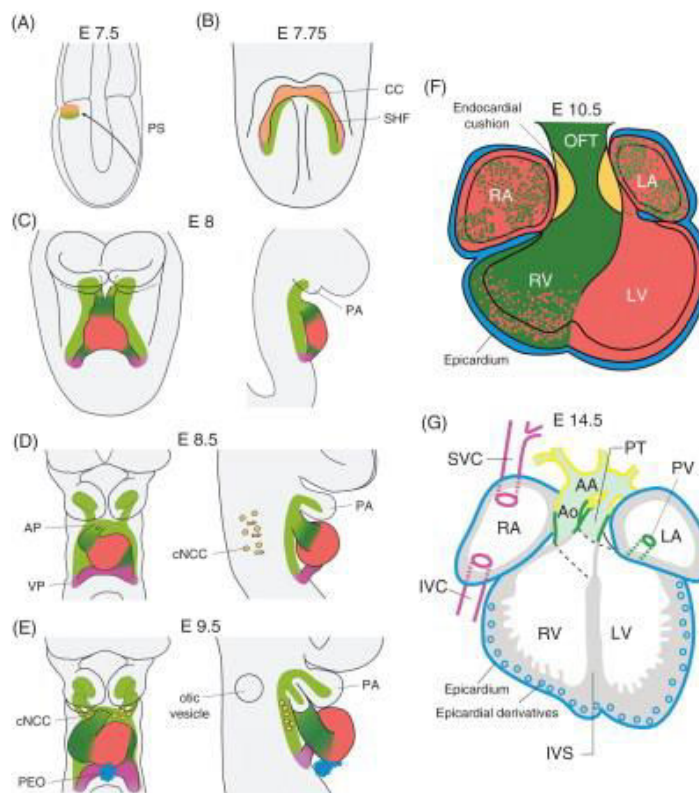 (A)
E 7.5
PS
(B)
E 7.75
CC
SHF
(C)
E 8
PA
(D)
E 8.5
AP
VP
cNCC
PA
(E)
E 9.5
cNCC
PEO
otic
vesicle
PA
(F)
E 10.5
Endocardial
cushion
OFT
RA
LA
RV
LV
Epicardium
(G)
E 14.5
SVC
PT
PV
AA
Ao
RA
LA
IVC
RV
LV
Epicardium
Epicardial derivatives
IVS